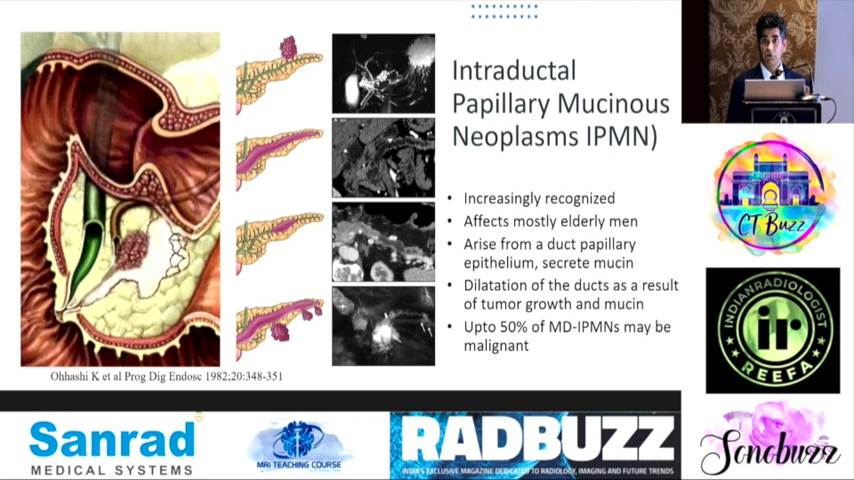 Intraductal
Papillary Mucinous
Neoplasms IPMN)
• Increasingly recognized
• Affects mostly elderly men
• Arise from a duct papillary
epithelium, secrete mucin
• Dilatation of the ducts as a result
of tumor growth and mucin
• Upto 50% of MD-IPMNs may be
malignant
Ohhashi K et al Prog Dig Endosc 1982;20:348-351
CT Buzz
INDIANRADIOLOGIST
ir
REEFA
Sanrad
MEDICAL SYSTEMS
MRI TEACHING COURSE
RADBUZZ
INDIA'S EXCLUSIVE MAGAZINE DEDICATED TO RADIOLOGY, IMAGING AND FUTURE TRENDS
Sonobuzz